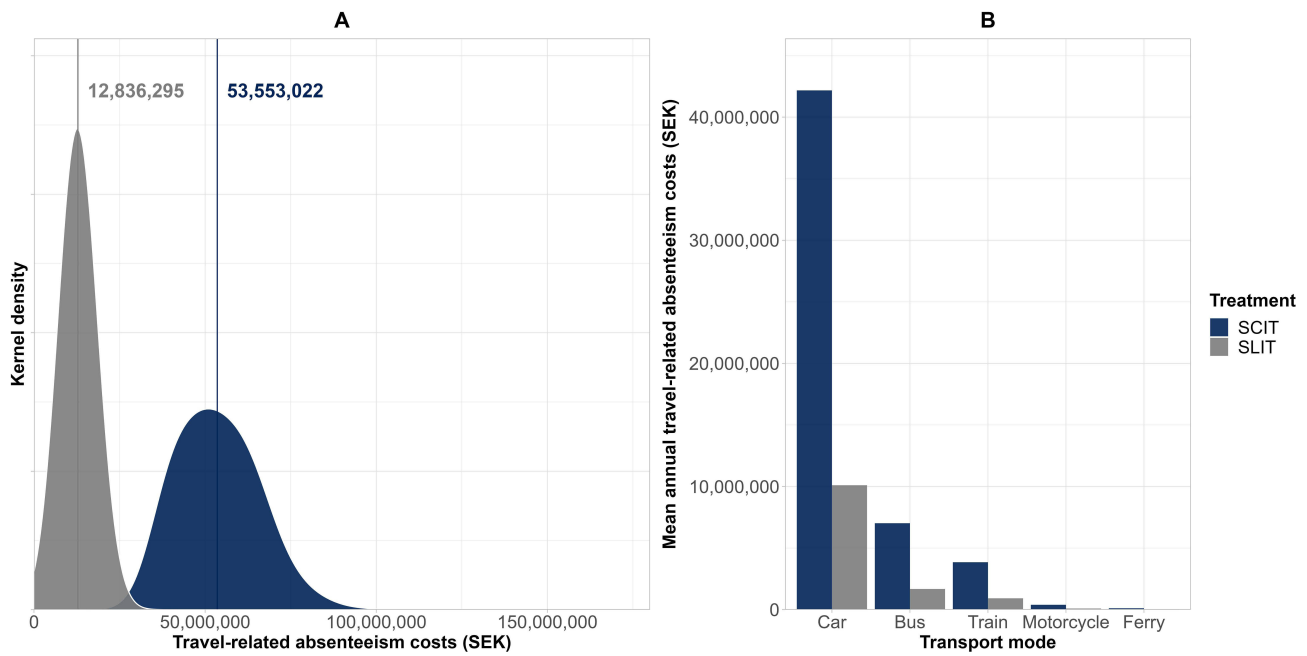 A
12,836,295
53,553,022
Kernel density
0
50,000,000
100,000,000
150,000,000
Travel-related absenteeism costs (SEK)
B
Mean annual travel-related absenteeism costs (SEK)
40,000,000
30,000,000
20,000,000
10,000,000
0
Car
Bus
Train
Motorcycle
Ferry
Transport mode
Treatment
SCIT
SLIT